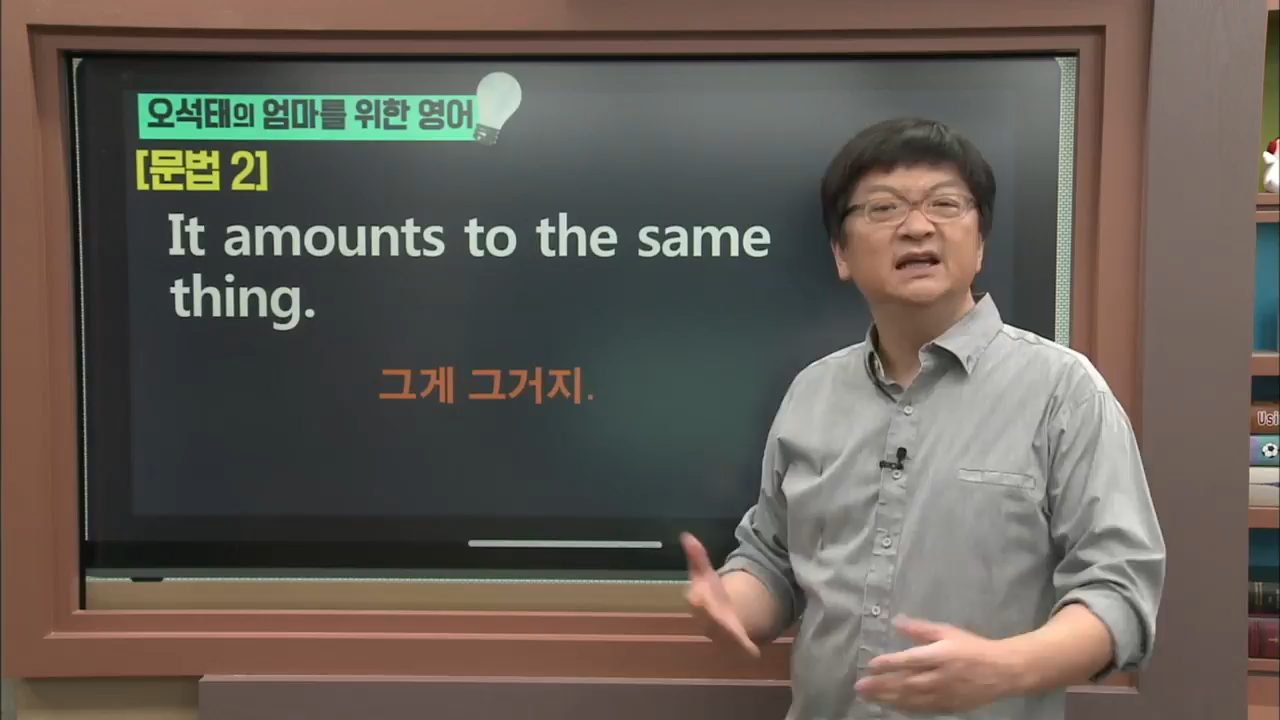 오석태의 엄마를 위한 영어
[문법 2]
It amounts to the same
thing.
그게 그거지.
Usi